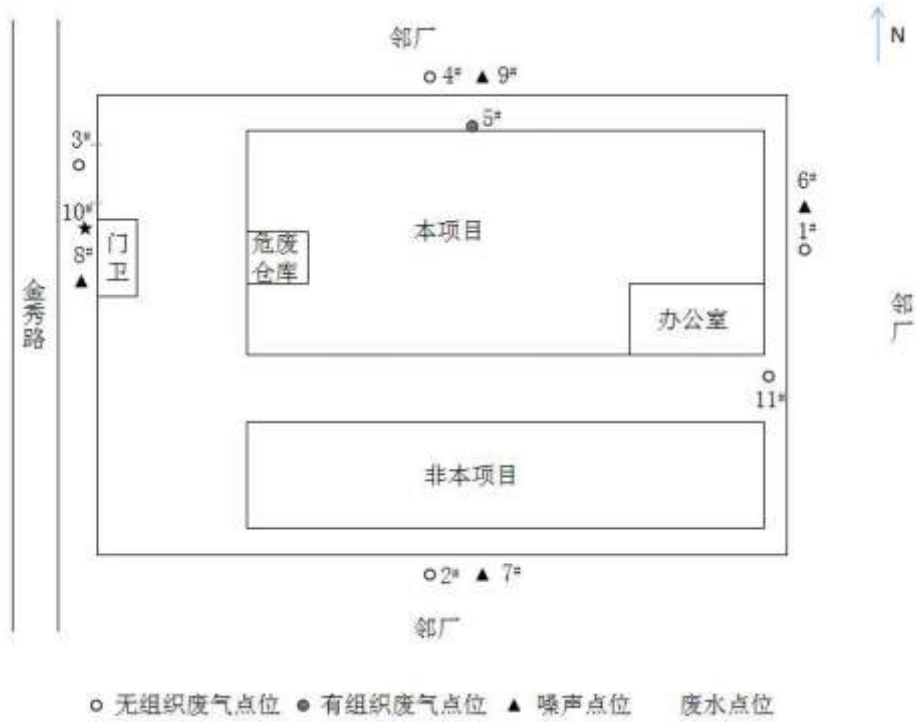 N
邻厂
4# 9#
5#
3#
6#
10#
1#
8#
门卫
危废
仓库
本项目
办公室
金秀路
邻厂
11#
非本项目
2# 7#
邻厂
无组织废气点位 有组织废气点位 噪声点位 废水点位